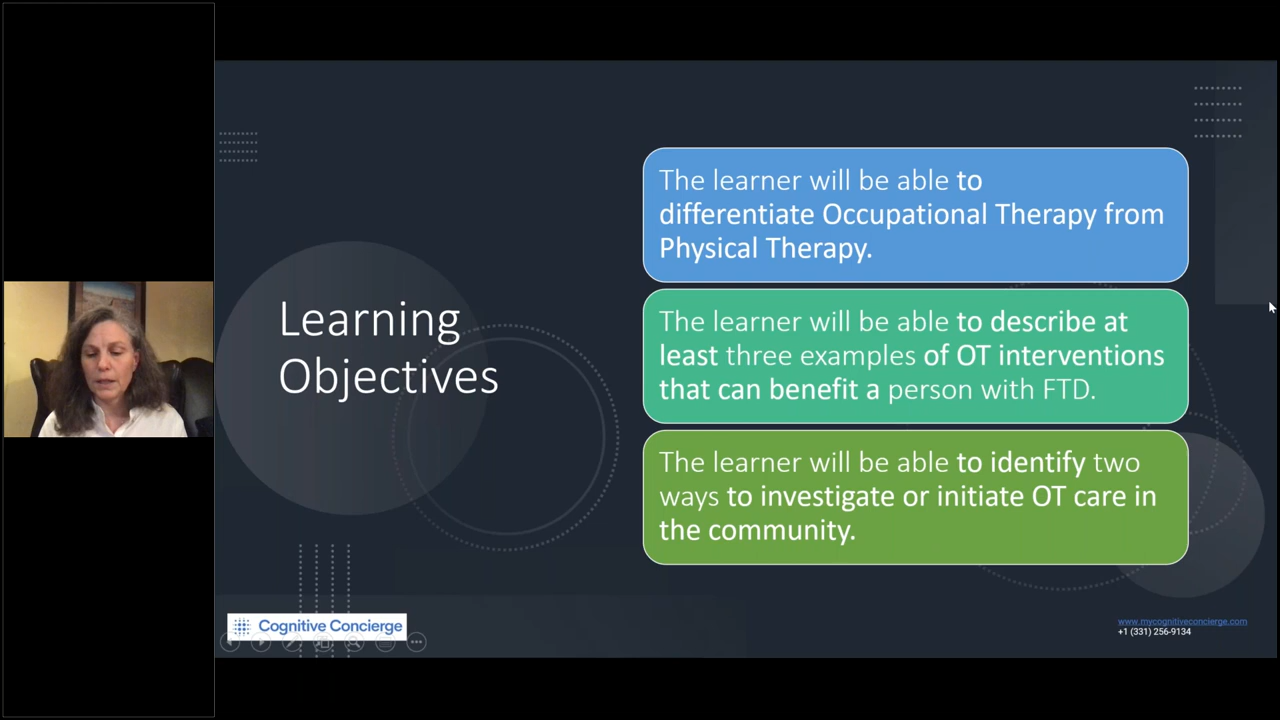 Learning
Objectives
The learner will be able to
differentiate Occupational Therapy from
Physical Therapy.
The learner will be able to describe at
least three examples of OT interventions
that can benefit a person with FTD.
The learner will be able to identify two
ways to investigate or initiate OT care in
the community.
Cognitive Concierge
www.mycognitiveconcierge.com
+1 (331) 256-9134